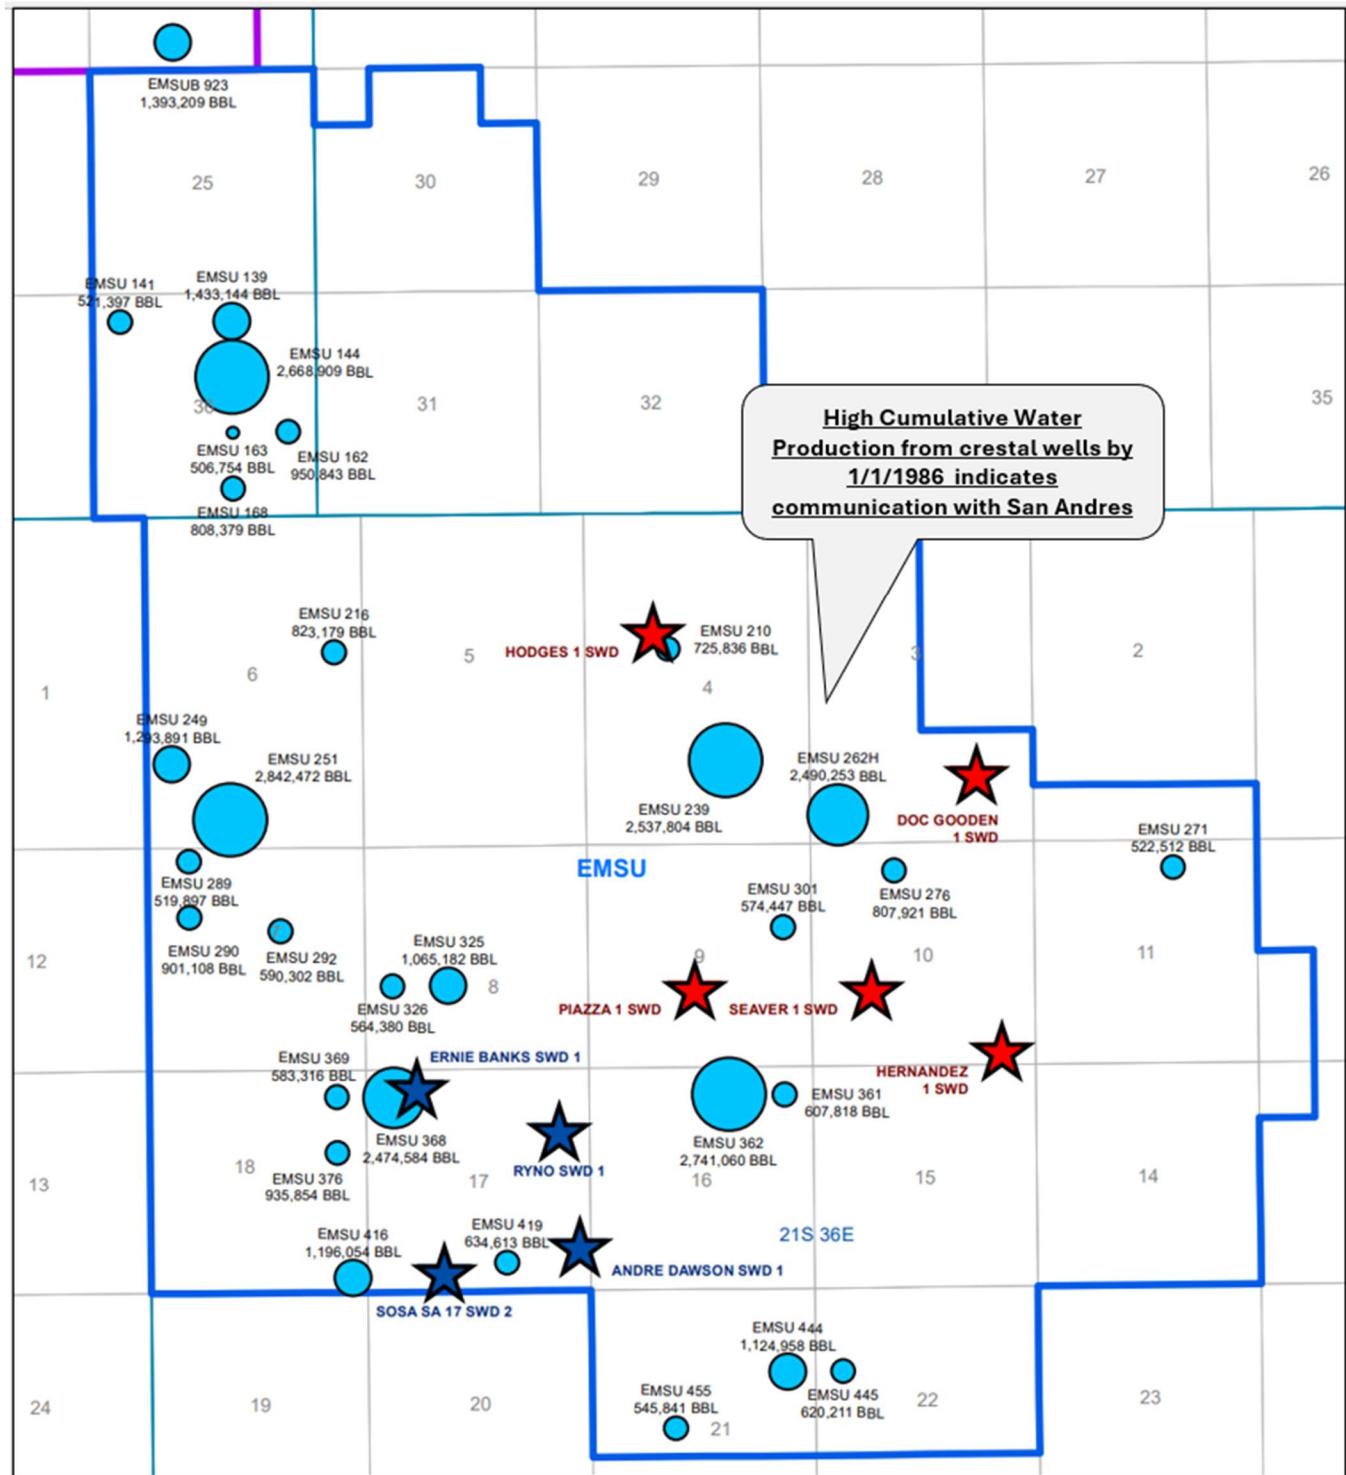 EMSUB 923
1,393,209 BBL
25
30
29
28
27
26
EMSU 141
521,397 BBL
EMSU 139
1,433,144 BBL
EMSU 144
2,668,909 BBL
36
31
32
35
EMSU 163
506,754 BBL
EMSU 162
950,843 BBL
EMSU 168
808,379 BBL
High Cumulative Water
Production from crestal wells by
1/1/1986 indicates
communication with San Andres
EMSU 216
823,179 BBL
HODGES 1 SWD
EMSU 210
725,836 BBL
1
6
5
4
3
2
EMSU 249
1,293,891 BBL
EMSU 251
2,842,472 BBL
EMSU 239
2,537,804 BBL
EMSU 262H
2,490,253 BBL
DOC GOODEN
1 SWD
EMSU 271
522,512 BBL
EMSU
EMSU 289
519,897 BBL
EMSU 301
574,447 BBL
EMSU 276
807,921 BBL
EMSU 290
901,108 BBL
7
EMSU 292
590,302 BBL
EMSU 325
1,065,182 BBL
12
8
9
10
11
EMSU 326
564,380 BBL
PIAZZA 1 SWD
SEAVER 1 SWD
ERNIE BANKS SWD 1
EMSU 369
583,316 BBL
HERNANDEZ
1 SWD
EMSU 361
607,818 BBL
EMSU 368
2,474,584 BBL
EMSU 362
2,741,060 BBL
RYNO SWD 1
13
18
17
16
15
14
EMSU 376
935,854 BBL
EMSU 416
1,196,054 BBL
EMSU 419
634,613 BBL
21S 36E
ANDRE DAWSON SWD 1
SOSA SA 17 SWD 2
EMSU 444
1,124,958 BBL
EMSU 455
545,841 BBL
EMSU 445
620,211 BBL
24
19
20
21
22
23